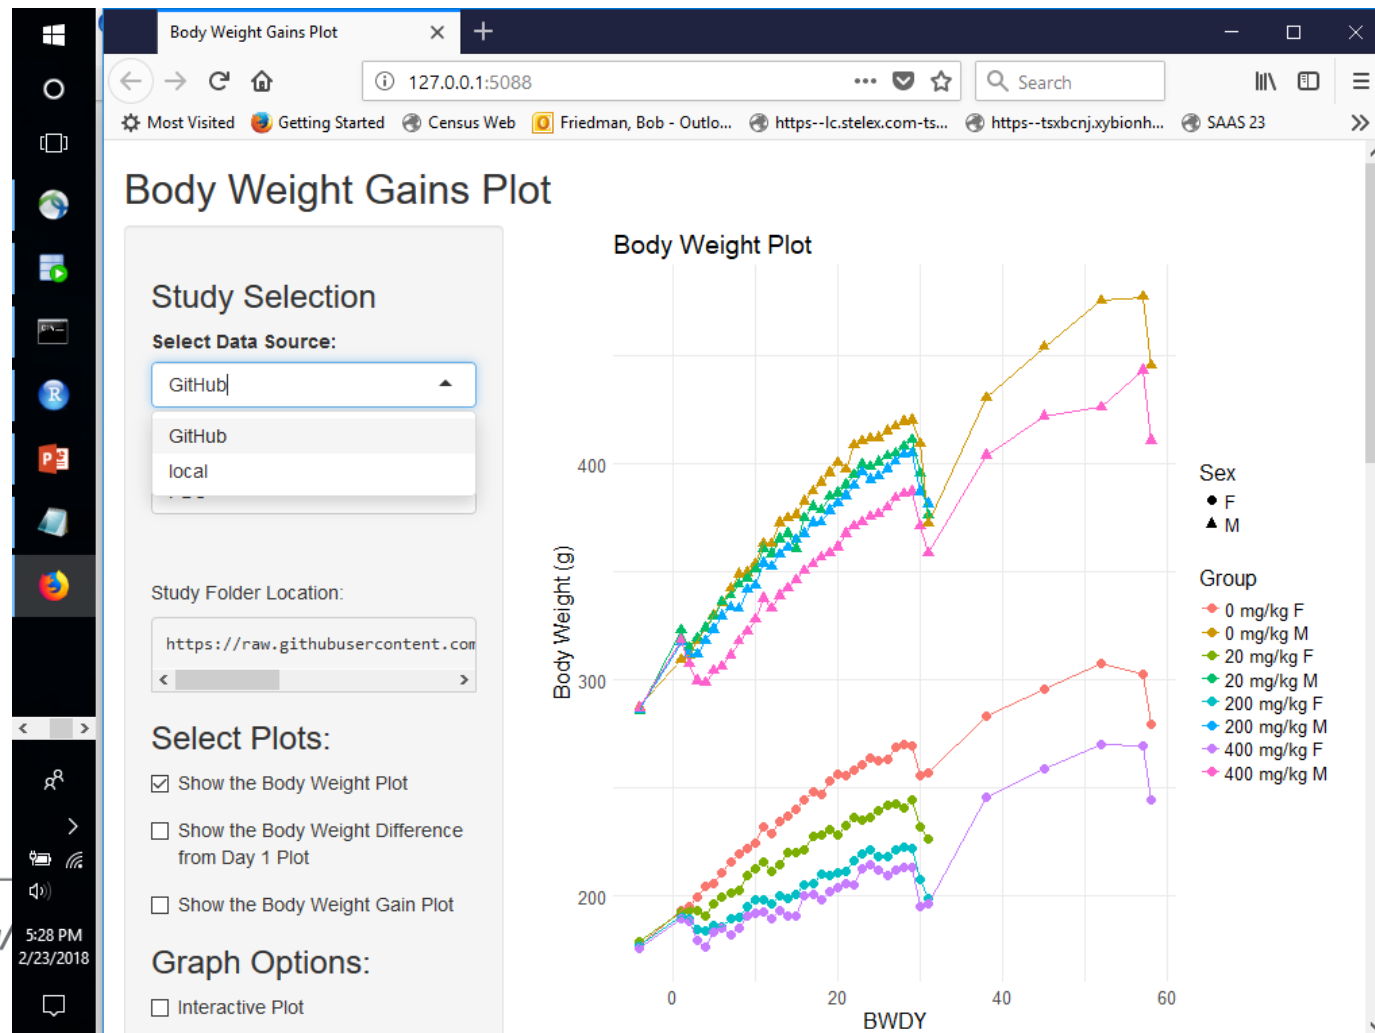 Body Weight Gains Plot
127.0.0.1:5088
Search
Most Visited
Getting Started
Census Web
Friedman, Bob - Outlo...
https--lc.stelex.com-ts...
https--tsxbcnj.xybionh...
SAAS 23
Body Weight Gains Plot
Study Selection
Select Data Source:
GitHub
GitHub
local
Study Folder Location:
https://raw.githubusercontent.com
Select Plots:
Show the Body Weight Plot
Show the Body Weight Difference
from Day 1 Plot
Show the Body Weight Gain Plot
Graph Options:
Interactive Plot
Body Weight Plot
Body Weight (g)
400
300
200
0
20
40
60
BWDY
Sex
F
M
Group
0 mg/kg F
0 mg/kg M
20 mg/kg F
20 mg/kg M
200 mg/kg F
200 mg/kg M
400 mg/kg F
400 mg/kg M
5:28 PM
2/23/2018